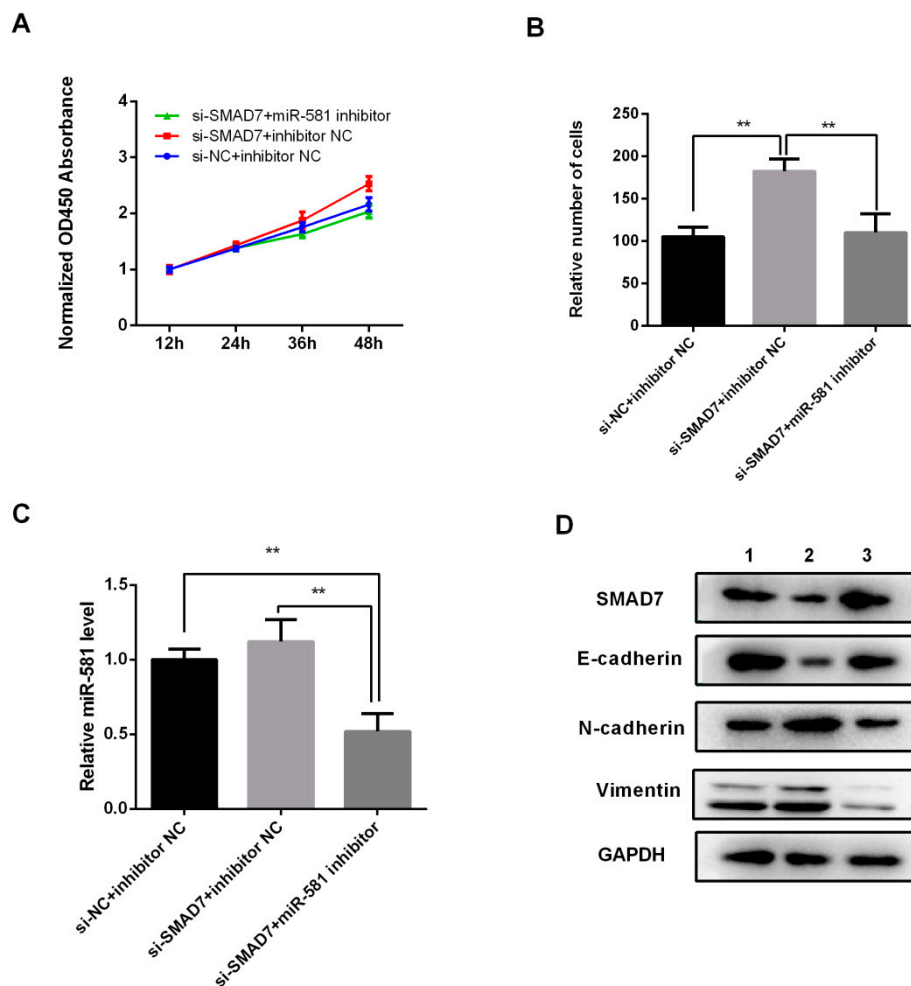 A
Normalized OD450 Absorbance
4
3
2
1
0
si-SMAD7+miR-581 inhibitor
si-SMAD7+inhibitor NC
si-NC+inhibitor NC
12h 24h 36h 48h
B
Relative number of cells
250
200
150
100
50
0
** **
si-NC+inhibitor NC
si-SMAD7+inhibitor NC
si-SMAD7+miR-581 inhibitor
C
Relative miR-581 level
1.5
1.0
0.5
0.0
**
**
si-NC+inhibitor NC
si-SMAD7+inhibitor NC
si-SMAD7+miR-581 inhibitor
D
1 2 3
SMAD7
E-cadherin
N-cadherin
Vimentin
GAPDH